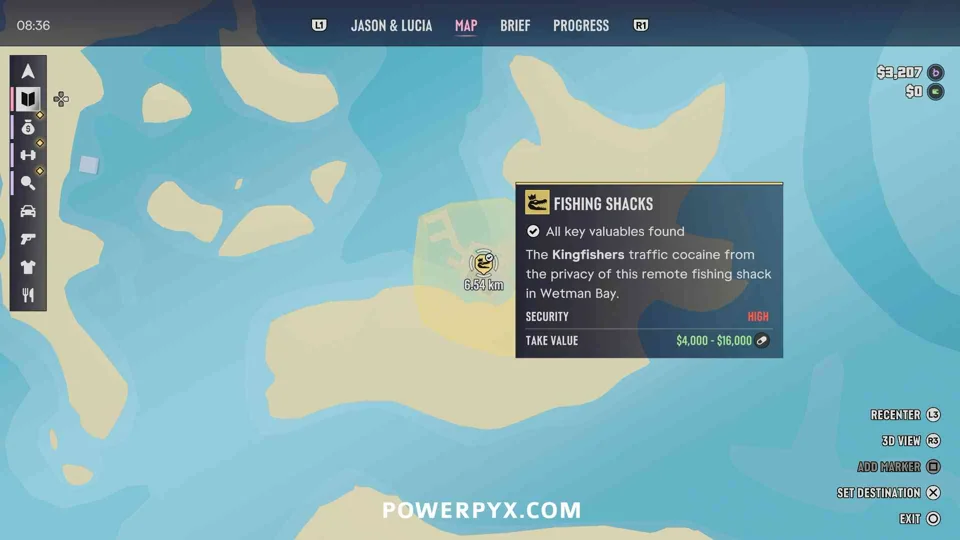 08:36
L1 JASON & LUCIA MAP BRIEF PROGRESS R1
$3,207
$0
FISHING SHACKS
All key valuables found
The Kingfishers traffic cocaine from
the privacy of this remote fishing shack
in Wetman Bay.
SECURITY HIGH
TAKE VALUE $4,000 - $16,000
6.54 km
RECENTER L3
3D VIEW R3
ADD MARKER
SET DESTINATION
EXIT
POWERPYX.COM